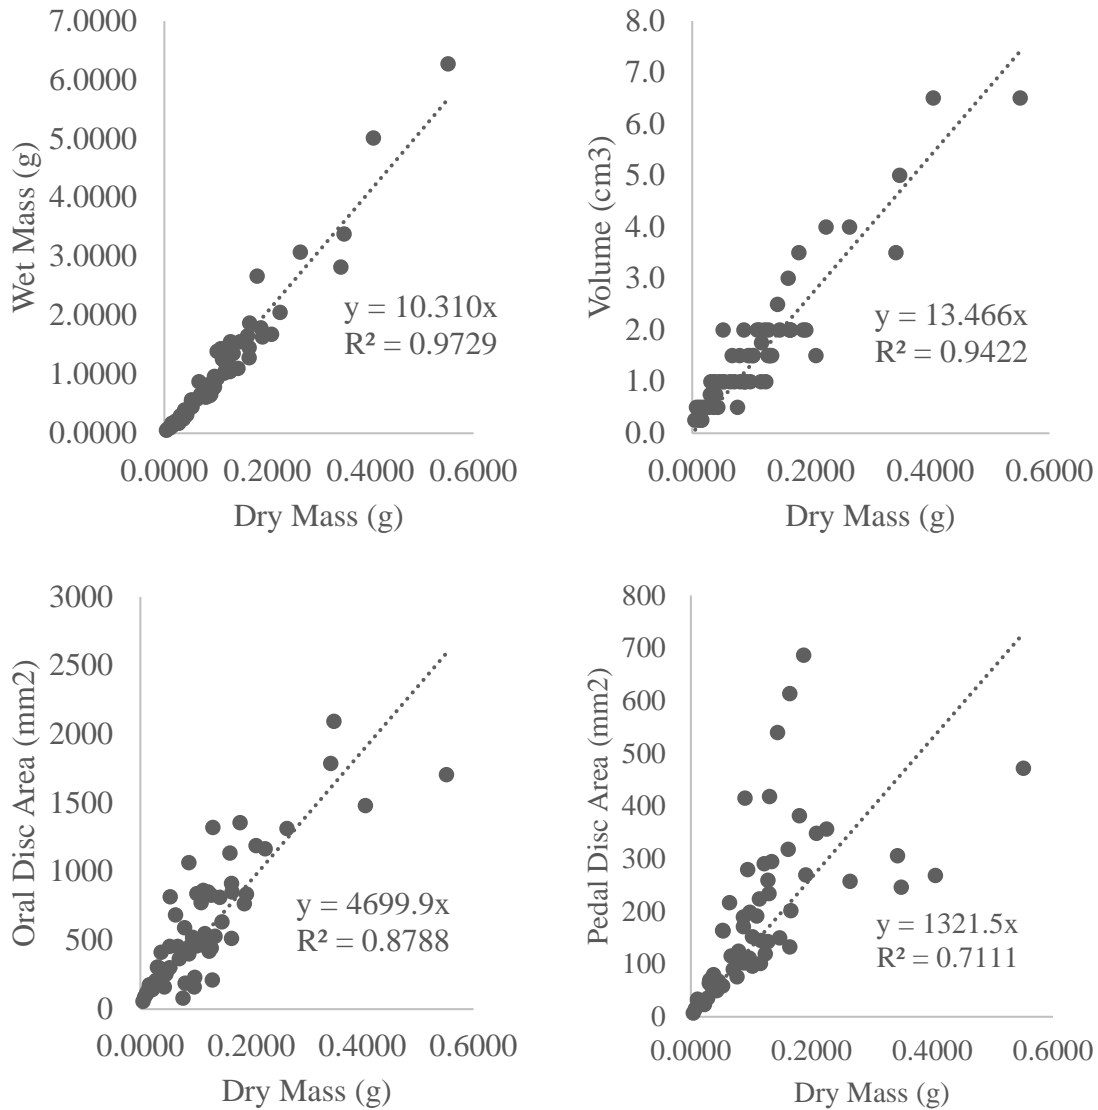 7.0000
6.0000
5.0000
4.0000
3.0000
2.0000
1.0000
0.0000
Wet Mass (g)
y = 10.310x
R² = 0.9729
0.0000 0.2000 0.4000 0.6000
Dry Mass (g)
8.0
7.0
6.0
5.0
4.0
3.0
2.0
1.0
0.0
Volume (cm3)
y = 13.466x
R² = 0.9422
0.0000 0.2000 0.4000 0.6000
Dry Mass (g)
3000
2500
2000
1500
1000
500
0
Oral Disc Area (mm2)
y = 4699.9x
R² = 0.8788
0.0000 0.2000 0.4000 0.6000
Dry Mass (g)
800
700
600
500
400
300
200
100
0
Pedal Disc Area (mm2)
y = 1321.5x
R² = 0.7111
0.0000 0.2000 0.4000 0.6000
Dry Mass (g)